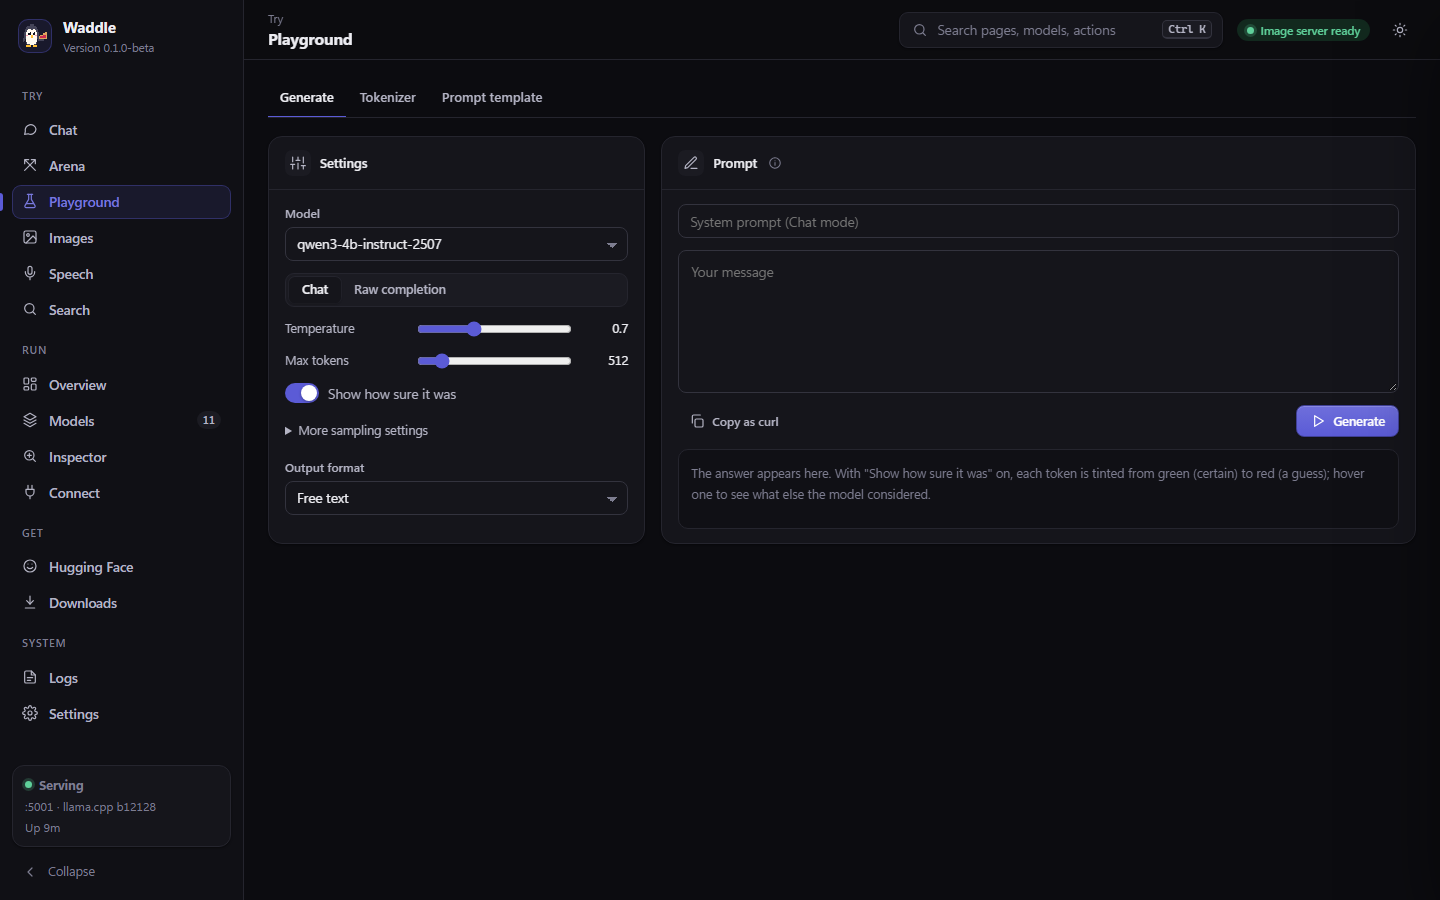 Waddle
Version 0.1.0-beta
TRY
Chat
Arena
Playground
Images
Speech
Search
RUN
Overview
Models 11
Inspector
Connect
GET
Hugging Face
Downloads
SYSTEM
Logs
Settings
Serving
:5001 · llama.cpp b12128
Up 9m
Collapse
Try
Playground
Search pages, models, actions Ctrl K
Image server ready
Generate Tokenizer Prompt template
Settings
Model
qwen3-4b-instruct-2507
Chat Raw completion
Temperature 0.7
Max tokens 512
Show how sure it was
More sampling settings
Output format
Free text
Prompt
System prompt (Chat mode)
Your message
Copy as curl
Generate
The answer appears here. With "Show how sure it was" on, each token is tinted from green (certain) to red (a guess); hover
one to see what else the model considered.